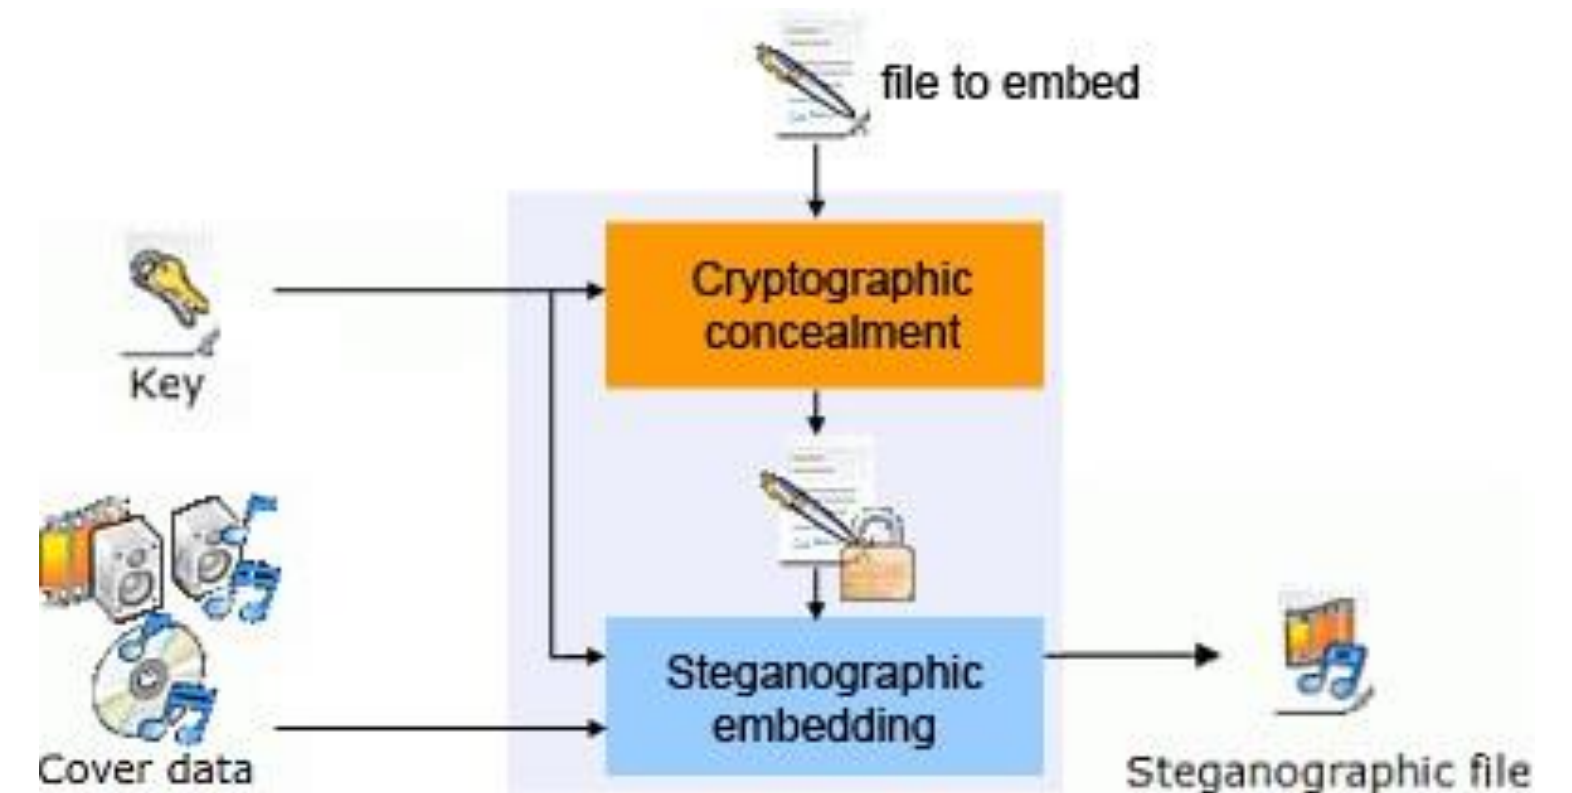 file to embed
Cryptographic
concealment
Key
Steganographic
embedding
Cover data
Steganographic file